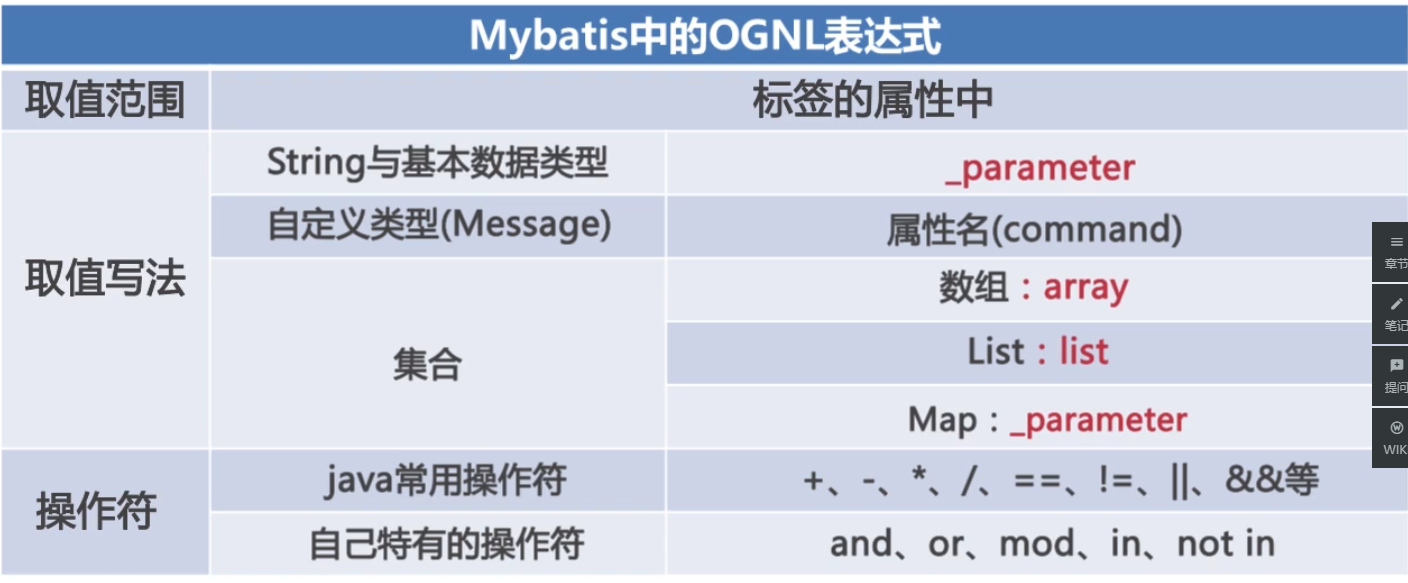 Mybatis中的OGNL表达式
取值范围
标签的属性中
取值写法
String与基本数据类型
_parameter
自定义类型(Message)
属性名(command)
集合
数组：array
List：list
Map：_parameter
操作符
java常用操作符
+、-、*、/、==、!=、||、&&等
自己特有的操作符
and、or、mod、in、not in
章节
笔记
提问
WIK